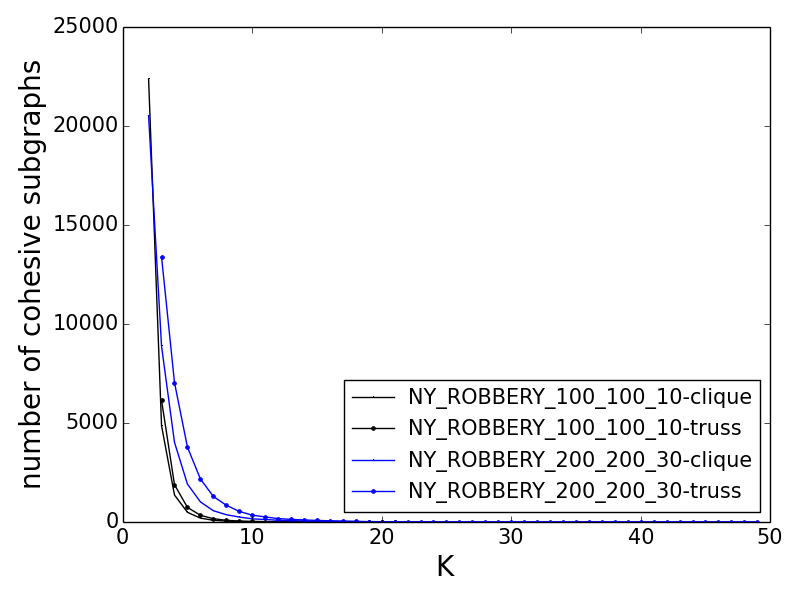 25000
20000
15000
10000
5000
0
0
10
20
30
40
50
number of cohesive subgraphs
K
NY_ROBBERY_100_100_10-clique
NY_ROBBERY_100_100_10-truss
NY_ROBBERY_200_200_30-clique
NY_ROBBERY_200_200_30-truss